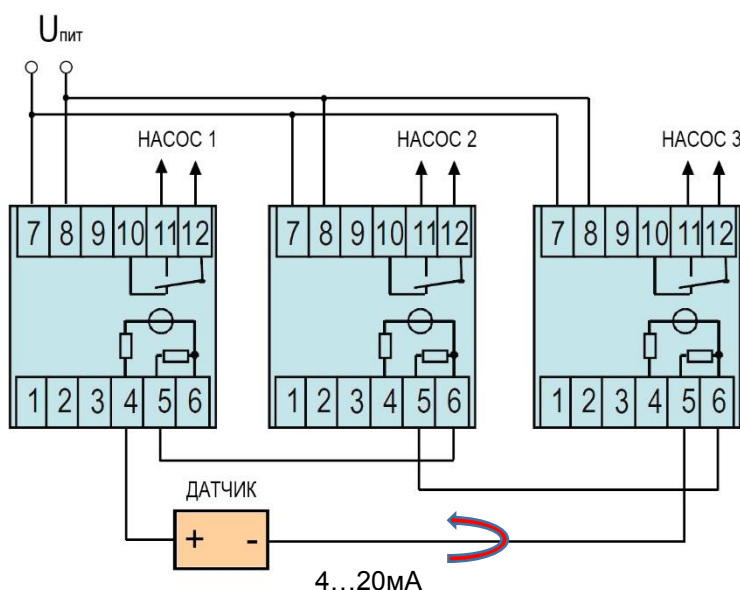 Uпит
НАСОС 1 НАСОС 2 НАСОС 3
7 8 9 10 11 12 7 8 9 10 11 12 7 8 9 10 11 12
1 2 3 4 5 6 1 2 3 4 5 6 1 2 3 4 5 6
ДАТЧИК
+ -
4...20мА